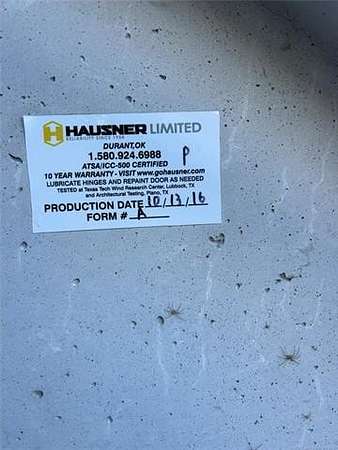 HAUSNER LIMITED
RELIABILITY SINCE 1954
DURANT, OK
1.580.924.6988
P
ATSA/ICC-500 CERTIFIED
10 YEAR WARRANTY - VISIT www.gohausner.com
LUBRICATE HINGES AND REPAINT DOOR AS NEEDED
TESTED at Texas Tech Wind Research Center, Lubbock, TX
and Architectural Testing, Plano, TX
PRODUCTION DATE 10/13/16
FORM # A